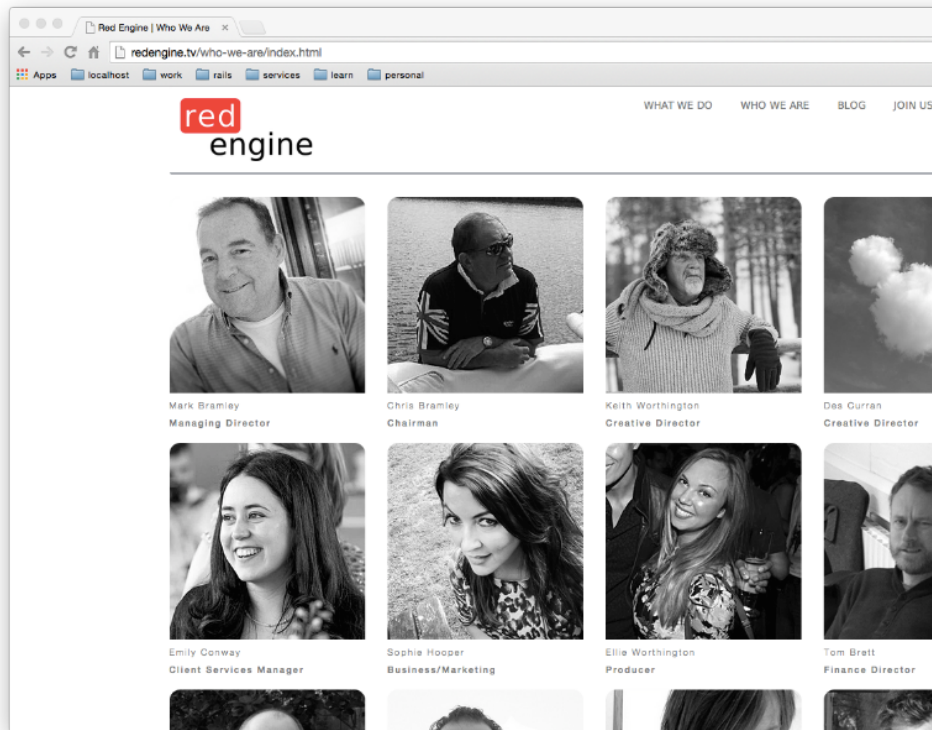 Red Engine | Who We Are
redengine.tv/who-we-are/index.html
Apps localhost work rails services learn personal
red
engine
WHAT WE DO WHO WE ARE BLOG JOIN US
Mark Bramley Chris Bramley Keith Worthington Des Curran
Managing Director Chairman Creative Director Creative Director
Emily Conway Sophie Hooper Ellie Worthington Tom Brett
Client Services Manager Business/Marketing Producer Finance Director